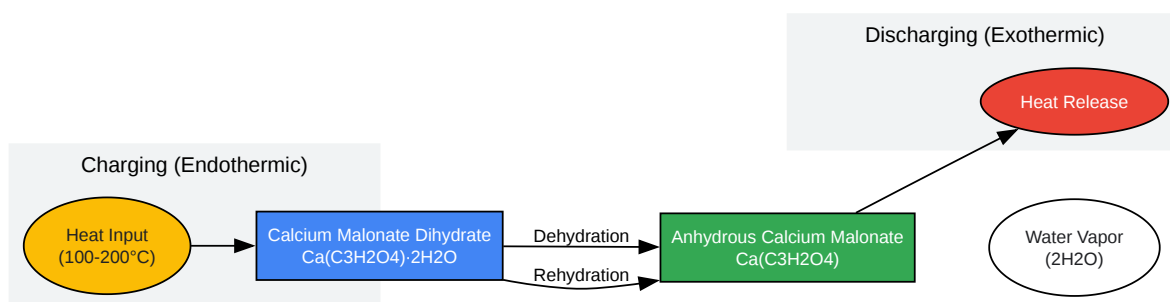 Discharging (Exothermic)
Heat Release
Charging (Endothermic)
Heat Input
(100-200°C)
Calcium Malonate Dihydrate
Ca(C3H2O4)·2H2O
Dehydration
Rehydration
Anhydrous Calcium Malonate
Ca(C3H2O4)
Water Vapor
(2H2O)